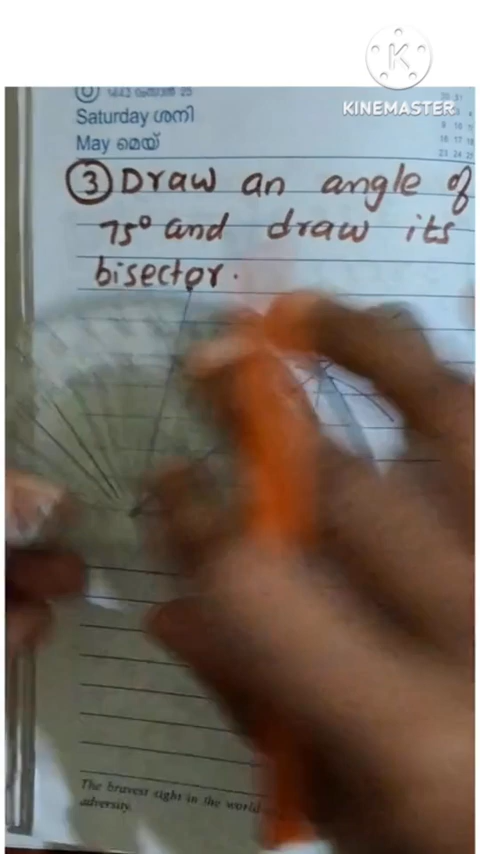 KINEMASTER
Saturday ശനി
May മെയ്
③ Draw an angle of
75° and draw its
bisector.
The bravest sight in the world
adversity.